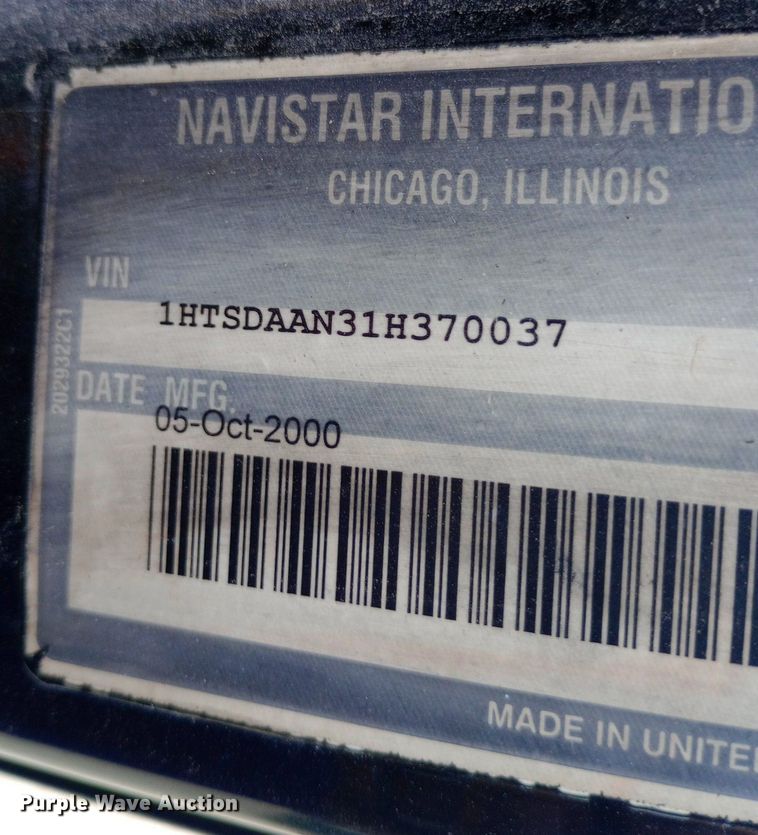 NAVISTAR INTERNATIO
CHICAGO, ILLINOIS
VIN
1HTSDAAN31H370037
2029322C1
DATE MFG.
05-Oct-2000
MADE IN UNITE
Purple Wave Auction